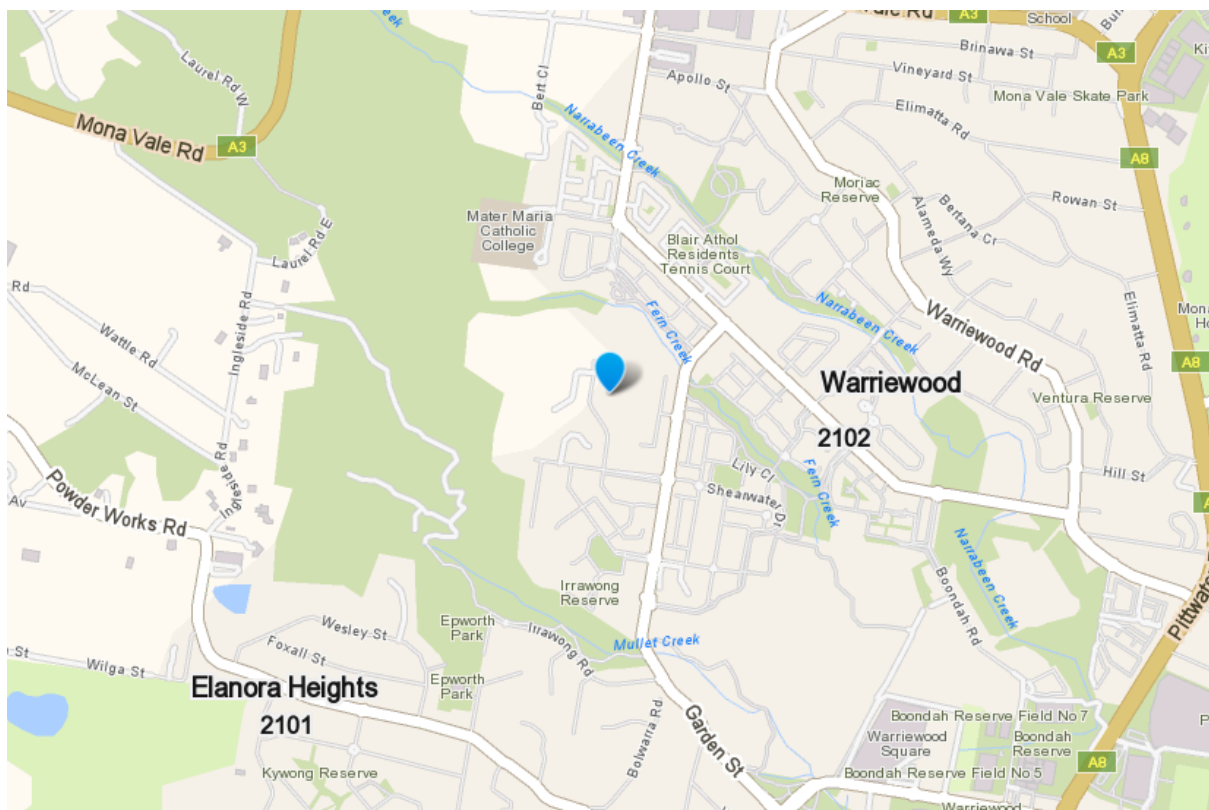 Vale Rd
A3
School
A3
Brinawa St
Vineyard St
Laurel Rd W
Apollo St
Bert Cl
Mona Vale Skate Park
Elimatta Rd
Narrabeen Creek
Mona Vale Rd
A3
A8
Moriac
Reserve
Rowan St
Bertana Cr
Alameda Wy
Mater Maria
Catholic
College
Laurel Rd E
Blair Athol
Residents
Tennis Court
Rd
Ingleside Rd
Wattle Rd
Fern Creek
Narrabeen Creek
Warriewood Rd
Elimatta Rd
Mona
A8
McLean St
Warriewood
Ventura Reserve
2102
Ingleside Rd
Lily Cl
Fern Creek
Hill St
Powder Works Rd
Av
Shearwater Dr
A
Narrabeen Creek
Boondah Rd
Irrawong
Reserve
Epworth
Park
Irrawong Rd
Wesley St
Mullet Creek
Pittwater
Foxall St
Wilga St
Epworth
Park
Elanora Heights
2101
Bolwarra Rd
Garden St
Boondah Reserve Field No 7
Warriewood
Square
Boondah
Reserve
A8
Kywong Reserve
Boondah Reserve Field No 5
Warriewood